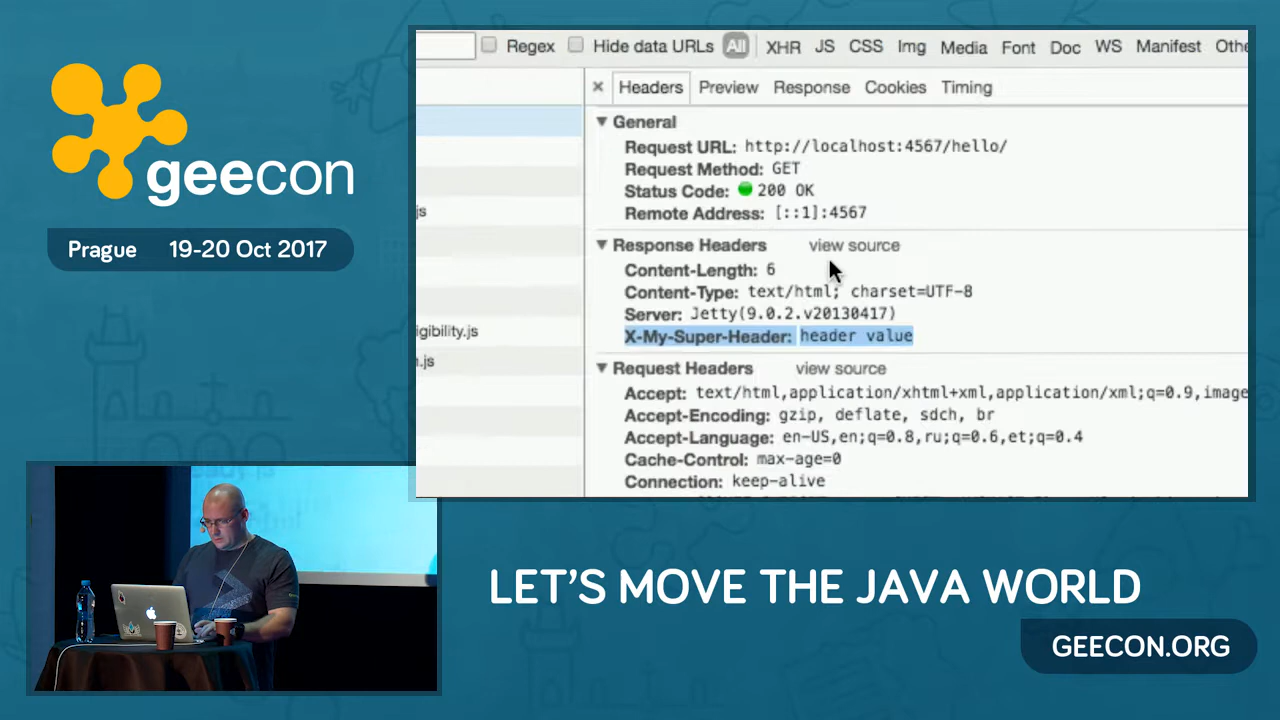 geecon
Prague 19-20 Oct 2017
Regex Hide data URLs All XHR JS CSS Img Media Font Doc WS Manifest Othe
× Headers Preview Response Cookies Timing
General
Request URL: http://localhost:4567/hello/
Request Method: GET
Status Code: 200 OK
Remote Address: [::1]:4567
js
Response Headers view source
Content-Length: 6
Content-Type: text/html; charset=UTF-8
Server: Jetty(9.0.2.v20130417)
igibility.js
X-My-Super-Header: header value
.js
Request Headers view source
Accept: text/html,application/xhtml+xml,application/xml;q=0.9,image
Accept-Encoding: gzip, deflate, sdch, br
Accept-Language: en-US,en;q=0.8,ru;q=0.6,et;q=0.4
Cache-Control: max-age=0
Connection: keep-alive
LET'S MOVE THE JAVA WORLD
GEECON.ORG